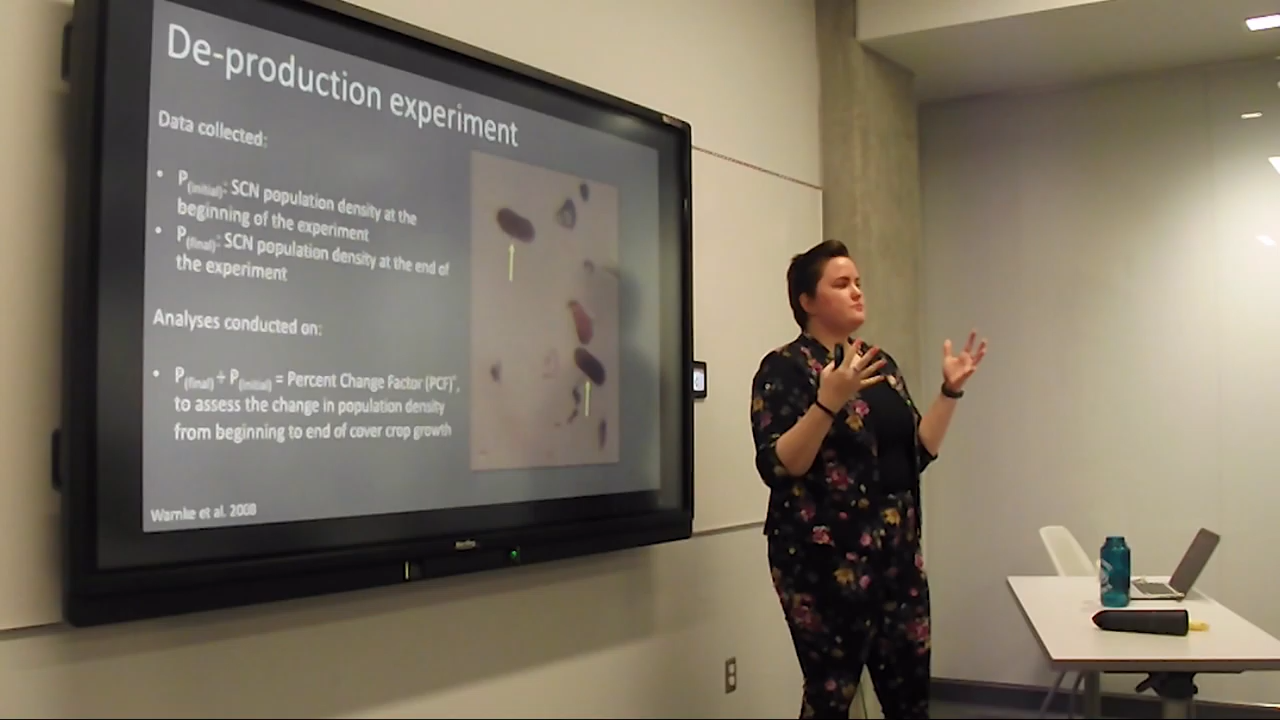 De-production experiment
Data collected:
• P(initial): SCN population density at the
beginning of the experiment
• P(final): SCN population density at the end of
the experiment
Analyses conducted on:
• P(final) ÷ P(initial) = Percent Change Factor (PCF)*,
to assess the change in population density
from beginning to end of cover crop growth
Warnke et al. 2008